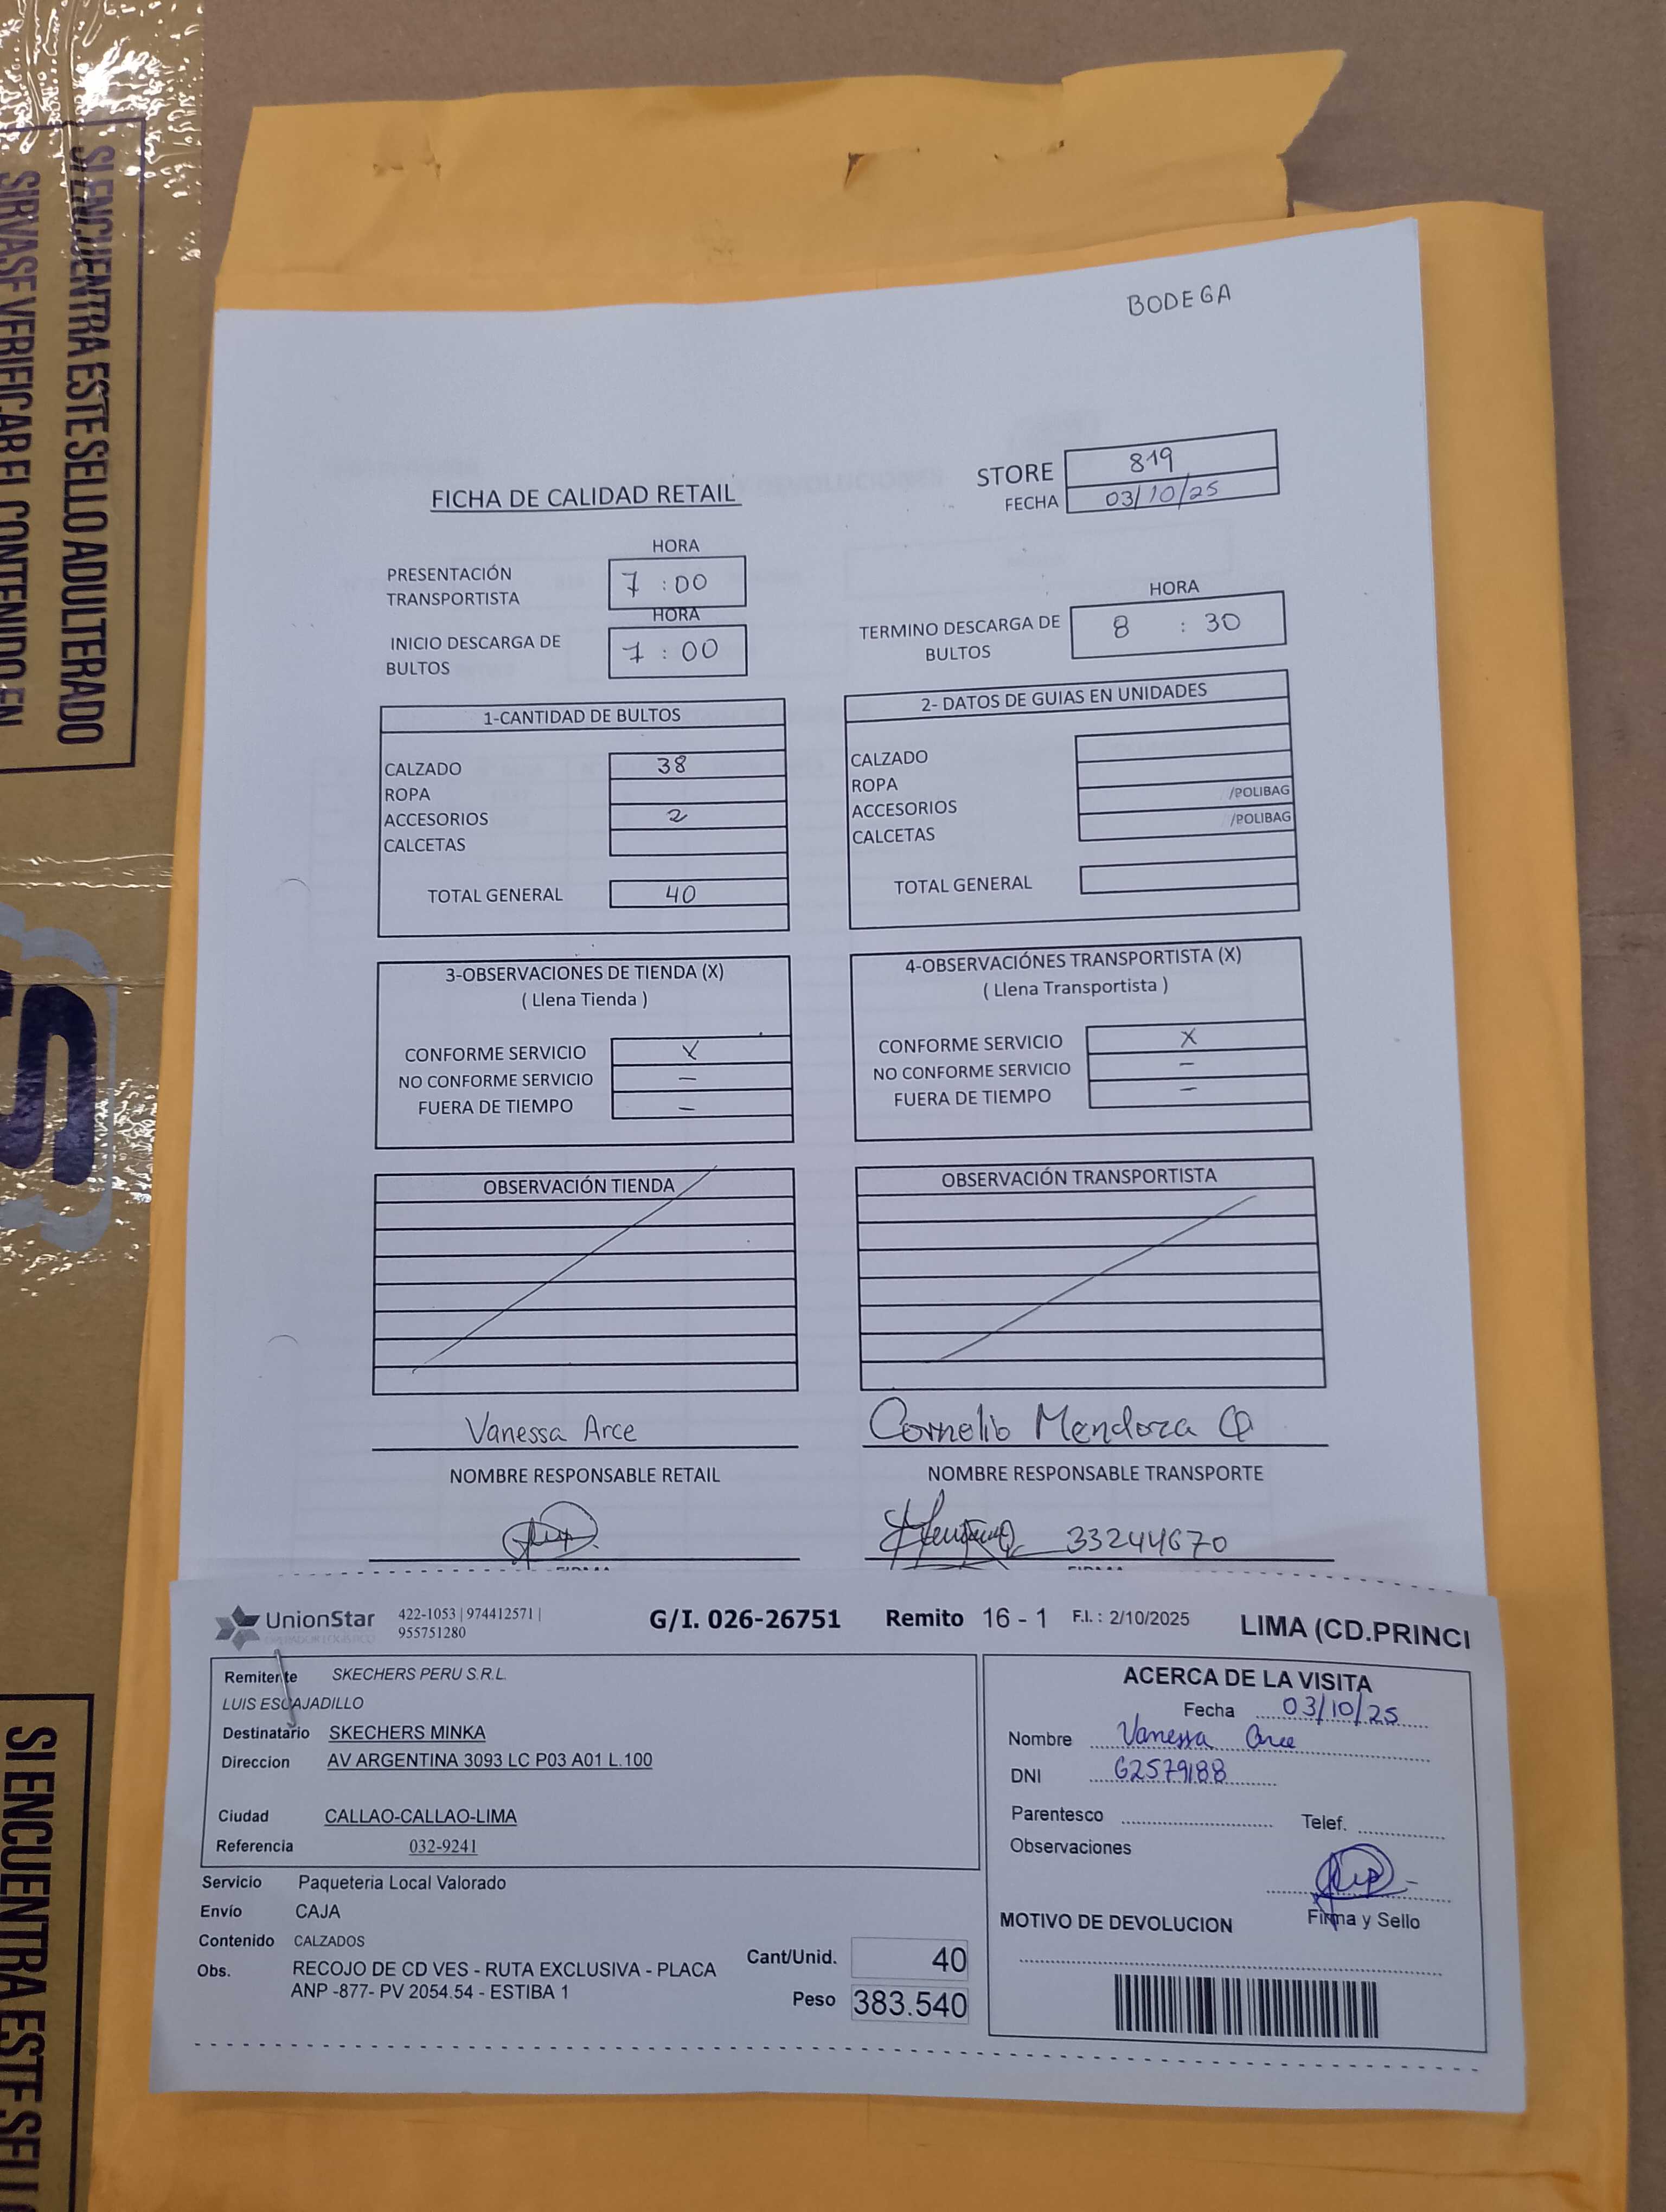 SI ENCUENTRA ESTE SELLO ADULTERADO
SIRVASE VERIFICAR EL CONTENIDO EN
BODEGA
STORE 819
FECHA 03/10/25
FICHA DE CALIDAD RETAIL
HORA
PRESENTACIÓN TRANSPORTISTA 7:00
HORA
INICIO DESCARGA DE BULTOS 7:00
HORA
TERMINO DESCARGA DE BULTOS 8:30
1-CANTIDAD DE BULTOS
CALZADO 38
ROPA
ACCESORIOS 2
CALCETAS
TOTAL GENERAL 40
2- DATOS DE GUIAS EN UNIDADES
CALZADO
ROPA
ACCESORIOS /POLIBAG
CALCETAS /POLIBAG
TOTAL GENERAL
3-OBSERVACIONES DE TIENDA (X)
( Llena Tienda )
CONFORME SERVICIO X
NO CONFORME SERVICIO –
FUERA DE TIEMPO –
4-OBSERVACIÓNES TRANSPORTISTA (X)
( Llena Transportista )
CONFORME SERVICIO X
NO CONFORME SERVICIO –
FUERA DE TIEMPO –
OBSERVACIÓN TIENDA
OBSERVACIÓN TRANSPORTISTA
Vanessa Arce
NOMBRE RESPONSABLE RETAIL
Cornelio Mendoza
NOMBRE RESPONSABLE TRANSPORTE
33244670
UnionStar
OPERADOR LOGISTICO
422-1053 | 974412571 |
955751280
G/I. 026-26751 Remito 16 - 1 F.I. : 2/10/2025 LIMA (CD.PRINCI
Remitente SKECHERS PERU S.R.L.
LUIS ESCAJADILLO
Destinatario SKECHERS MINKA
Direccion AV ARGENTINA 3093 LC P03 A01 L.100
Ciudad CALLAO-CALLAO-LIMA
Referencia 032-9241
Servicio Paqueteria Local Valorado
Envío CAJA
Contenido CALZADOS
Obs. RECOJO DE CD VES - RUTA EXCLUSIVA - PLACA
ANP -877- PV 2054.54 - ESTIBA 1
Cant/Unid. 40
Peso 383.540
ACERCA DE LA VISITA
Fecha 03/10/25
Nombre Vanessa Arce
DNI 62579188
Parentesco Telef.
Observaciones
Firma y Sello
MOTIVO DE DEVOLUCION
SI ENCUENTRA ESTE SELLO